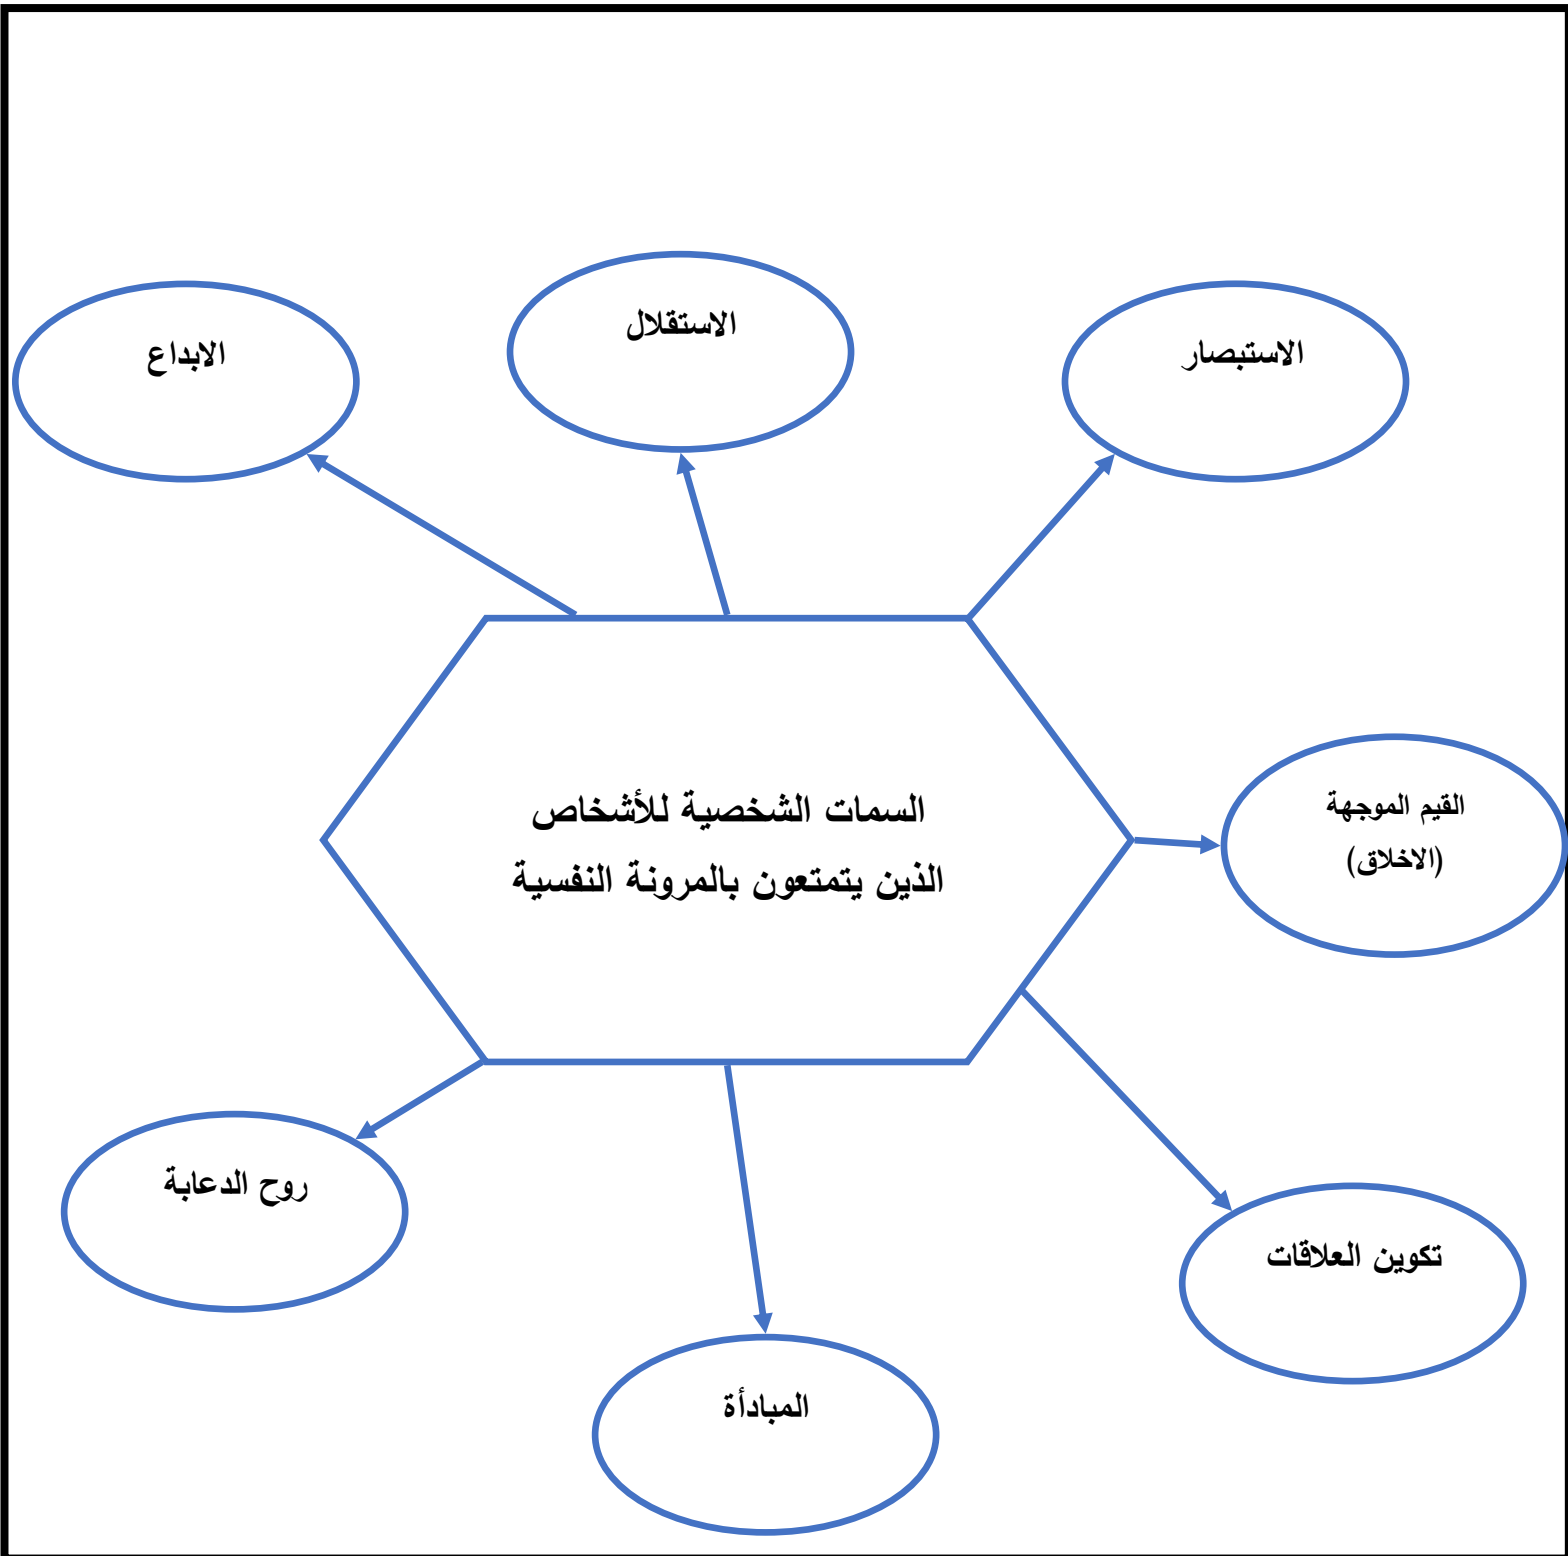 الاستبصار
الاستقلال
الابداع
السمات الشخصية للأشخاص
الذين يتمتعون بالمرونة النفسية
القيم الموجهة
(الاخلاق)
روح الدعابة
تكوين العلاقات
المبادأة